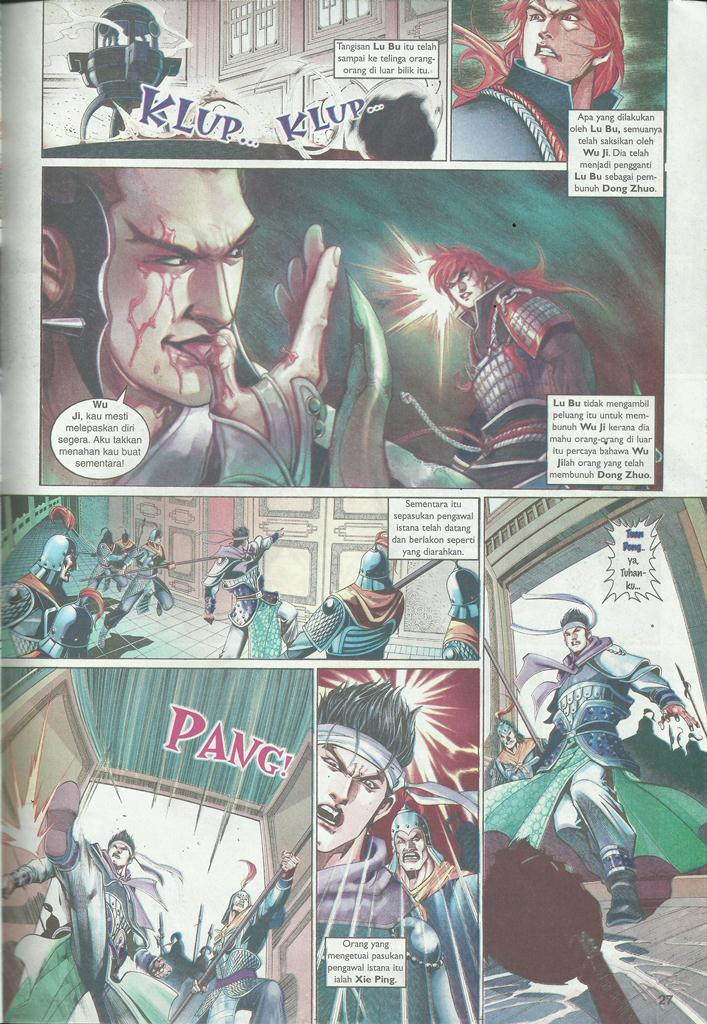 Tangisan Lu Bu itu telah
sampai ke telinga orang-
orang di luar bilik itu.
KLUP... KLUP...
Apa yang dilakukan
oleh Lu Bu, semuanya
telah saksikan oleh
Wu Ji. Dia telah
menjadi pengganti
Lu Bu sebagai pem-
bunuh Dong Zhuo.
Wu
Ji, kau mesti
melepaskan diri
segera. Aku takkan
menahan kau buat
sementara!
Lu Bu tidak mengambil
peluang itu untuk mem-
bunuh Wu Ji kerana dia
mahu orang-orang di luar
itu percaya bahawa Wu
Jilah orang yang telah
membunuh Dong Zhuo.
Sementara itu
sepasukan pengawal
istana telah datang
dan berlakon seperti
yang diarahkan.
Tuan
Dong..
ya,
Tuhan-
ku...
PANG!
Orang yang
mengetuai pasukan
pengawal istana itu
ialah Xie Ping.
27